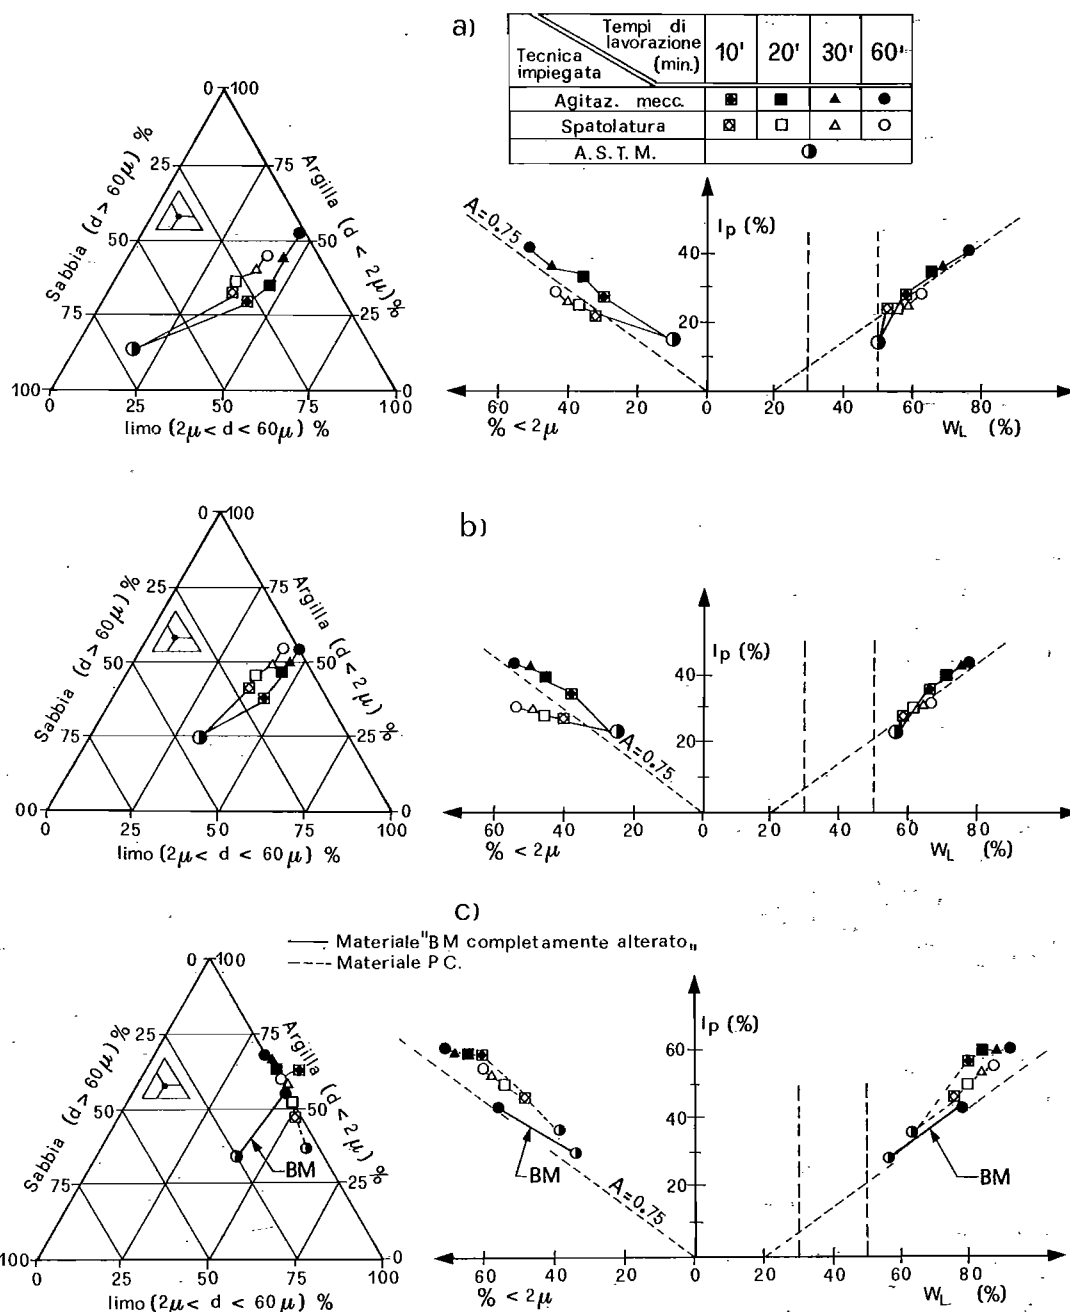 a)
Tempi di lavorazione (min.)
Tecnica impiegata
10' 20' 30' 60'
Agitaz. mecc.
Spatolatura
A.S.T.M.
0 100
25 75
50 50
75 25
100 0
Sabbia (d > 60μ) %
Argilla (d < 2μ) %
0 25 50 75 100
limo (2μ < d < 60μ) %
A=0.75
Ip (%)
40
20
60 40 20 0 20 40 60 80
% < 2μ
WL (%)
b)
0 100
25 75
50 50
75 25
00 0
Sabbia (d > 60μ) %
Argilla (d < 2μ) %
0 25 50 75 100
limo (2μ < d < 60μ) %
Ip (%)
40
20
A=0.75
60 40 20 0 20 40 60 80
% < 2μ
WL (%)
c)
Materiale "BM completamente alterato"
Materiale P.C.
0 100
25 75
50 50
75 25
100 0
Sabbia (d > 60μ) %
Argilla (d < 2μ) %
BM
0 25 50 75 100
limo (2μ < d < 60μ) %
Ip (%)
60
40
20
BM
A=0.75
BM
60 40 20 0 20 40 60 80
% < 2μ
WL (%)